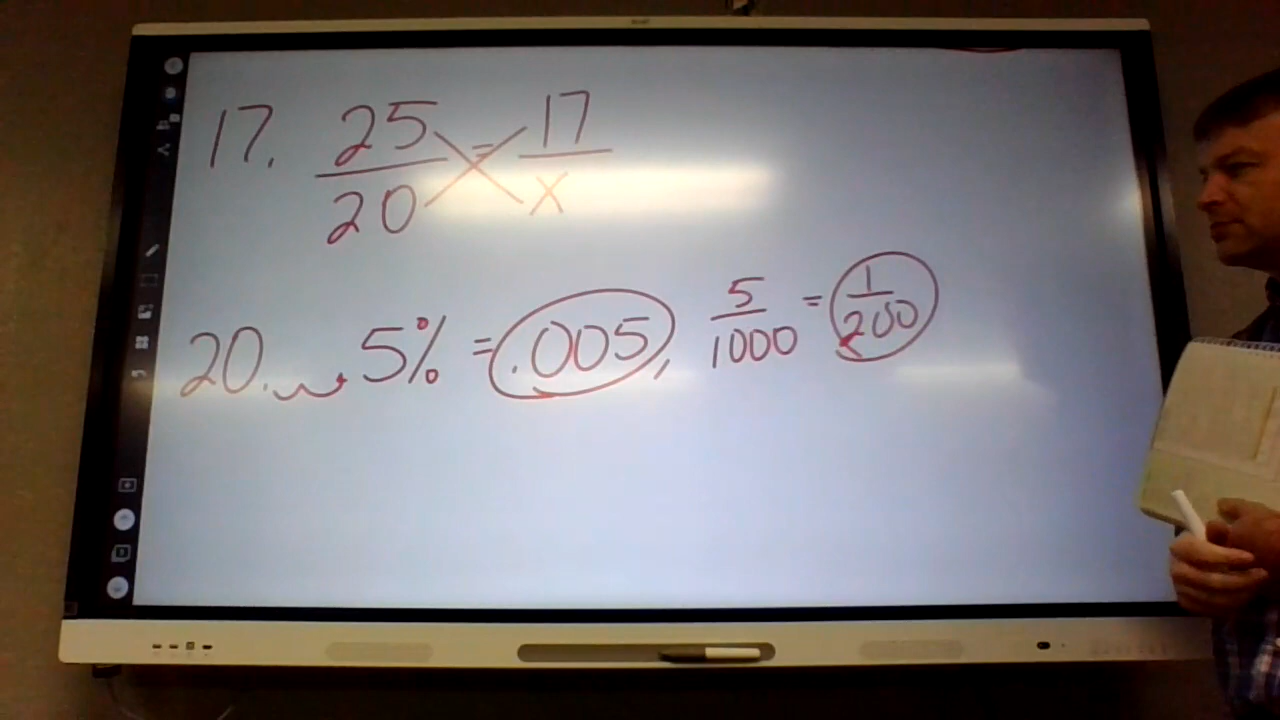 17. 25/20 = 17/x
20. .5% = .005, 5/1000 = 1/200